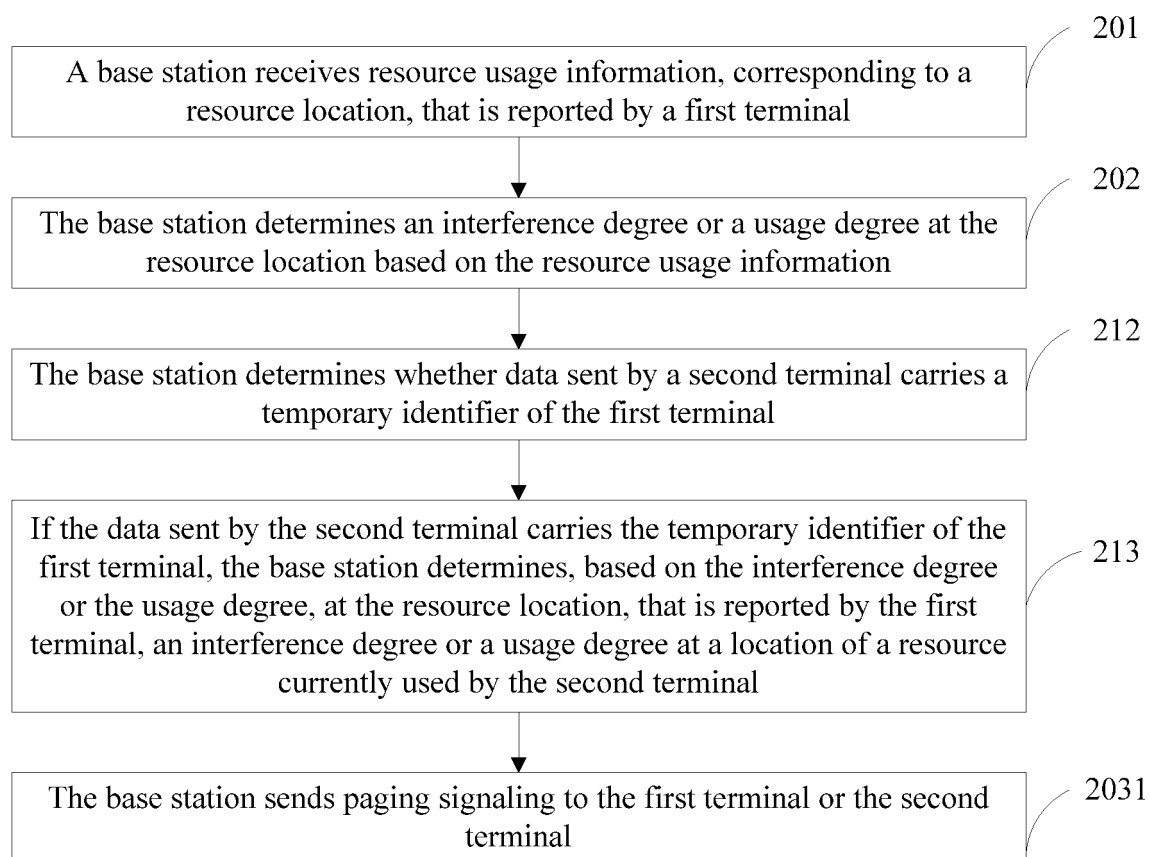 201
A base station receives resource usage information, corresponding to a
resource location, that is reported by a first terminal
202
The base station determines an interference degree or a usage degree at the
resource location based on the resource usage information
212
The base station determines whether data sent by a second terminal carries a
temporary identifier of the first terminal
213
If the data sent by the second terminal carries the temporary identifier of the
first terminal, the base station determines, based on the interference degree
or the usage degree, at the resource location, that is reported by the first
terminal, an interference degree or a usage degree at a location of a resource
currently used by the second terminal
2031
The base station sends paging signaling to the first terminal or the second
terminal